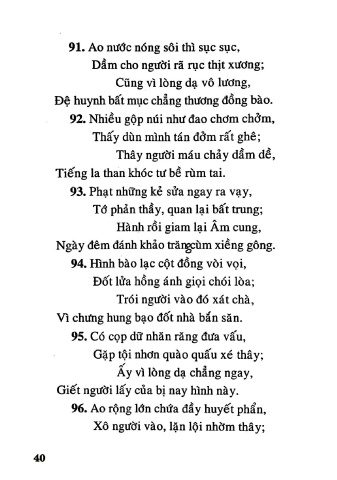 91. Ao nước nóng sôi thì sục sục,
Dầm cho người rã rục thịt xương;
Cũng vì lòng dạ vô lương,
Đệ huynh bất mục chẳng thương đồng bào.
92. Nhiều gộp núi như đao chơm chởm,
Thấy dùn mình tán đởm rất ghê;
Thây người máu chảy dầm dề,
Tiếng la than khóc tư bề rùm tai.
93. Phạt những kẻ sửa ngay ra vạy,
Tớ phản thầy, quan lại bất trung;
Hành rồi giam lại Âm cung,
Ngày đêm đánh khảo trăng cùm xiềng gông.
94. Hình bào lạc cột đồng vòi vọi,
Đốt lửa hồng ánh giọi chói lòa;
Trói người vào đó xát chà,
Vì chưng hung bạo đốt nhà bắn săn.
95. Có cọp dữ nhăn răng đưa vấu,
Gặp tội nhơn quào quấu xé thây;
Ấy vì lòng dạ chẳng ngay,
Giết người lấy của bị nay hình này.
96. Ao rộng lớn chứa đầy huyết phẩn,
Xô người vào, lặn lội nhờm thây;
40